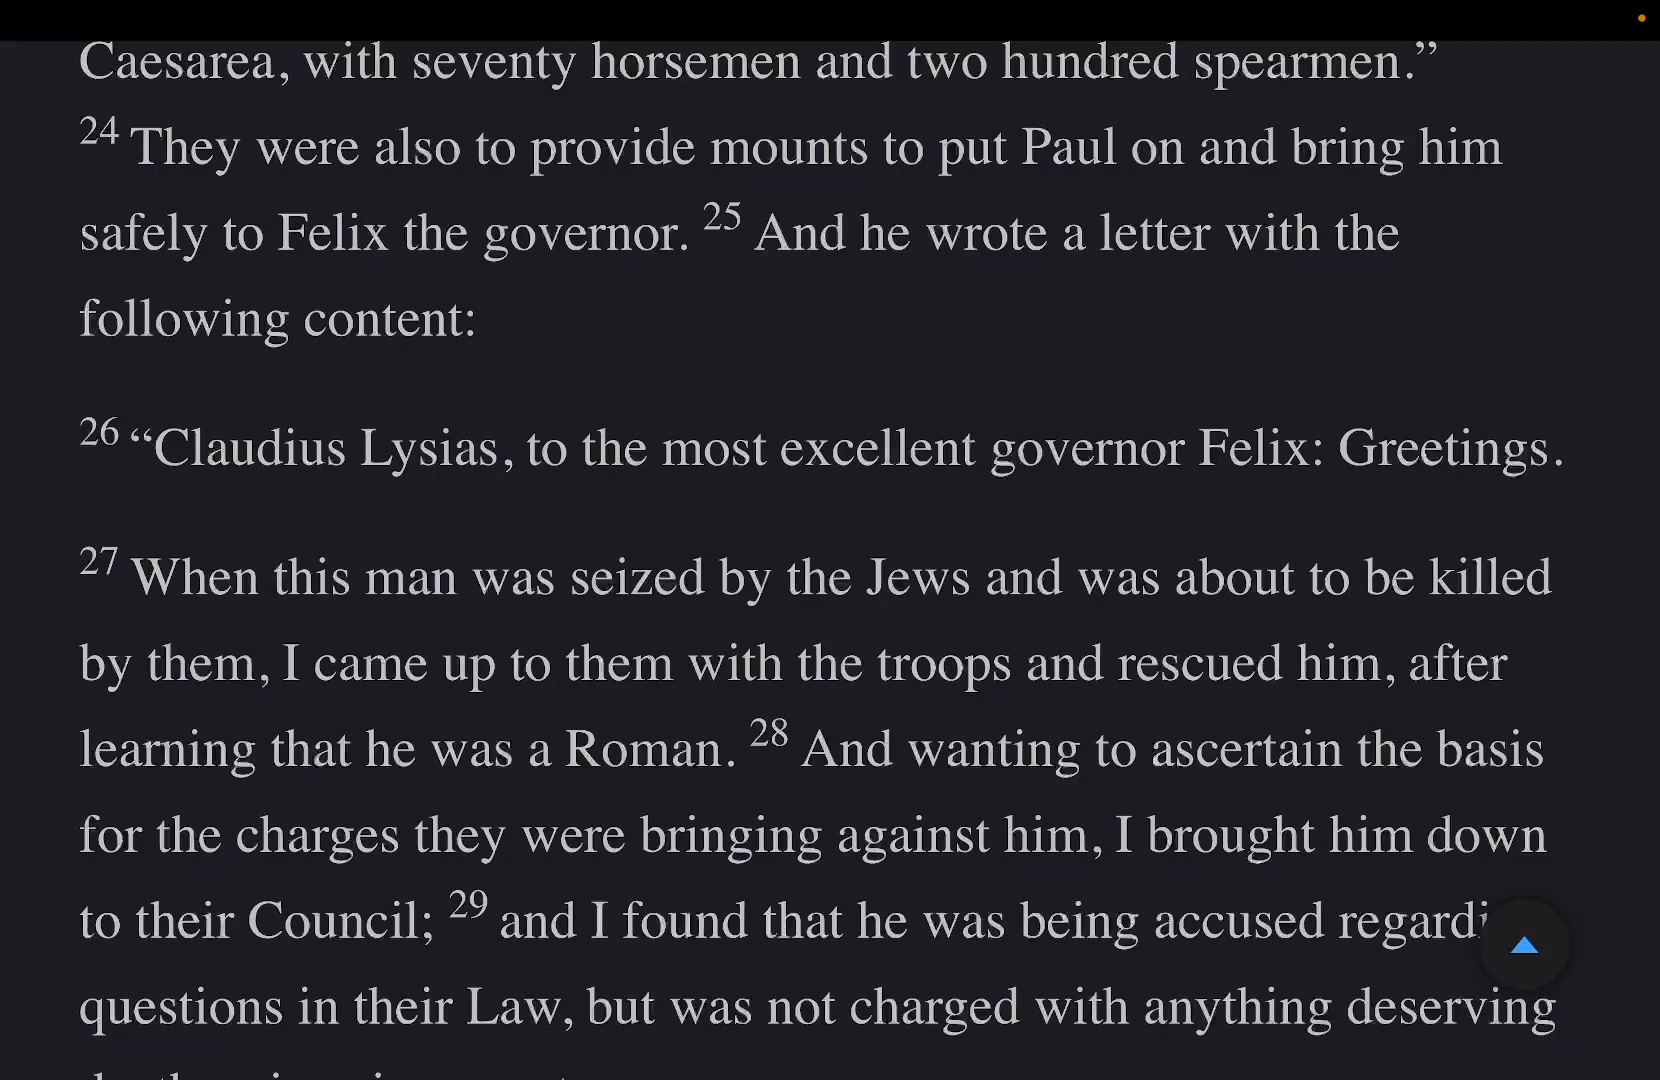 Caesarea, with seventy horsemen and two hundred spearmen.”
24 They were also to provide mounts to put Paul on and bring him
safely to Felix the governor. 25 And he wrote a letter with the
following content:
26 “Claudius Lysias, to the most excellent governor Felix: Greetings.
27 When this man was seized by the Jews and was about to be killed
by them, I came up to them with the troops and rescued him, after
learning that he was a Roman. 28 And wanting to ascertain the basis
for the charges they were bringing against him, I brought him down
to their Council; 29 and I found that he was being accused regardi
questions in their Law, but was not charged with anything deserving